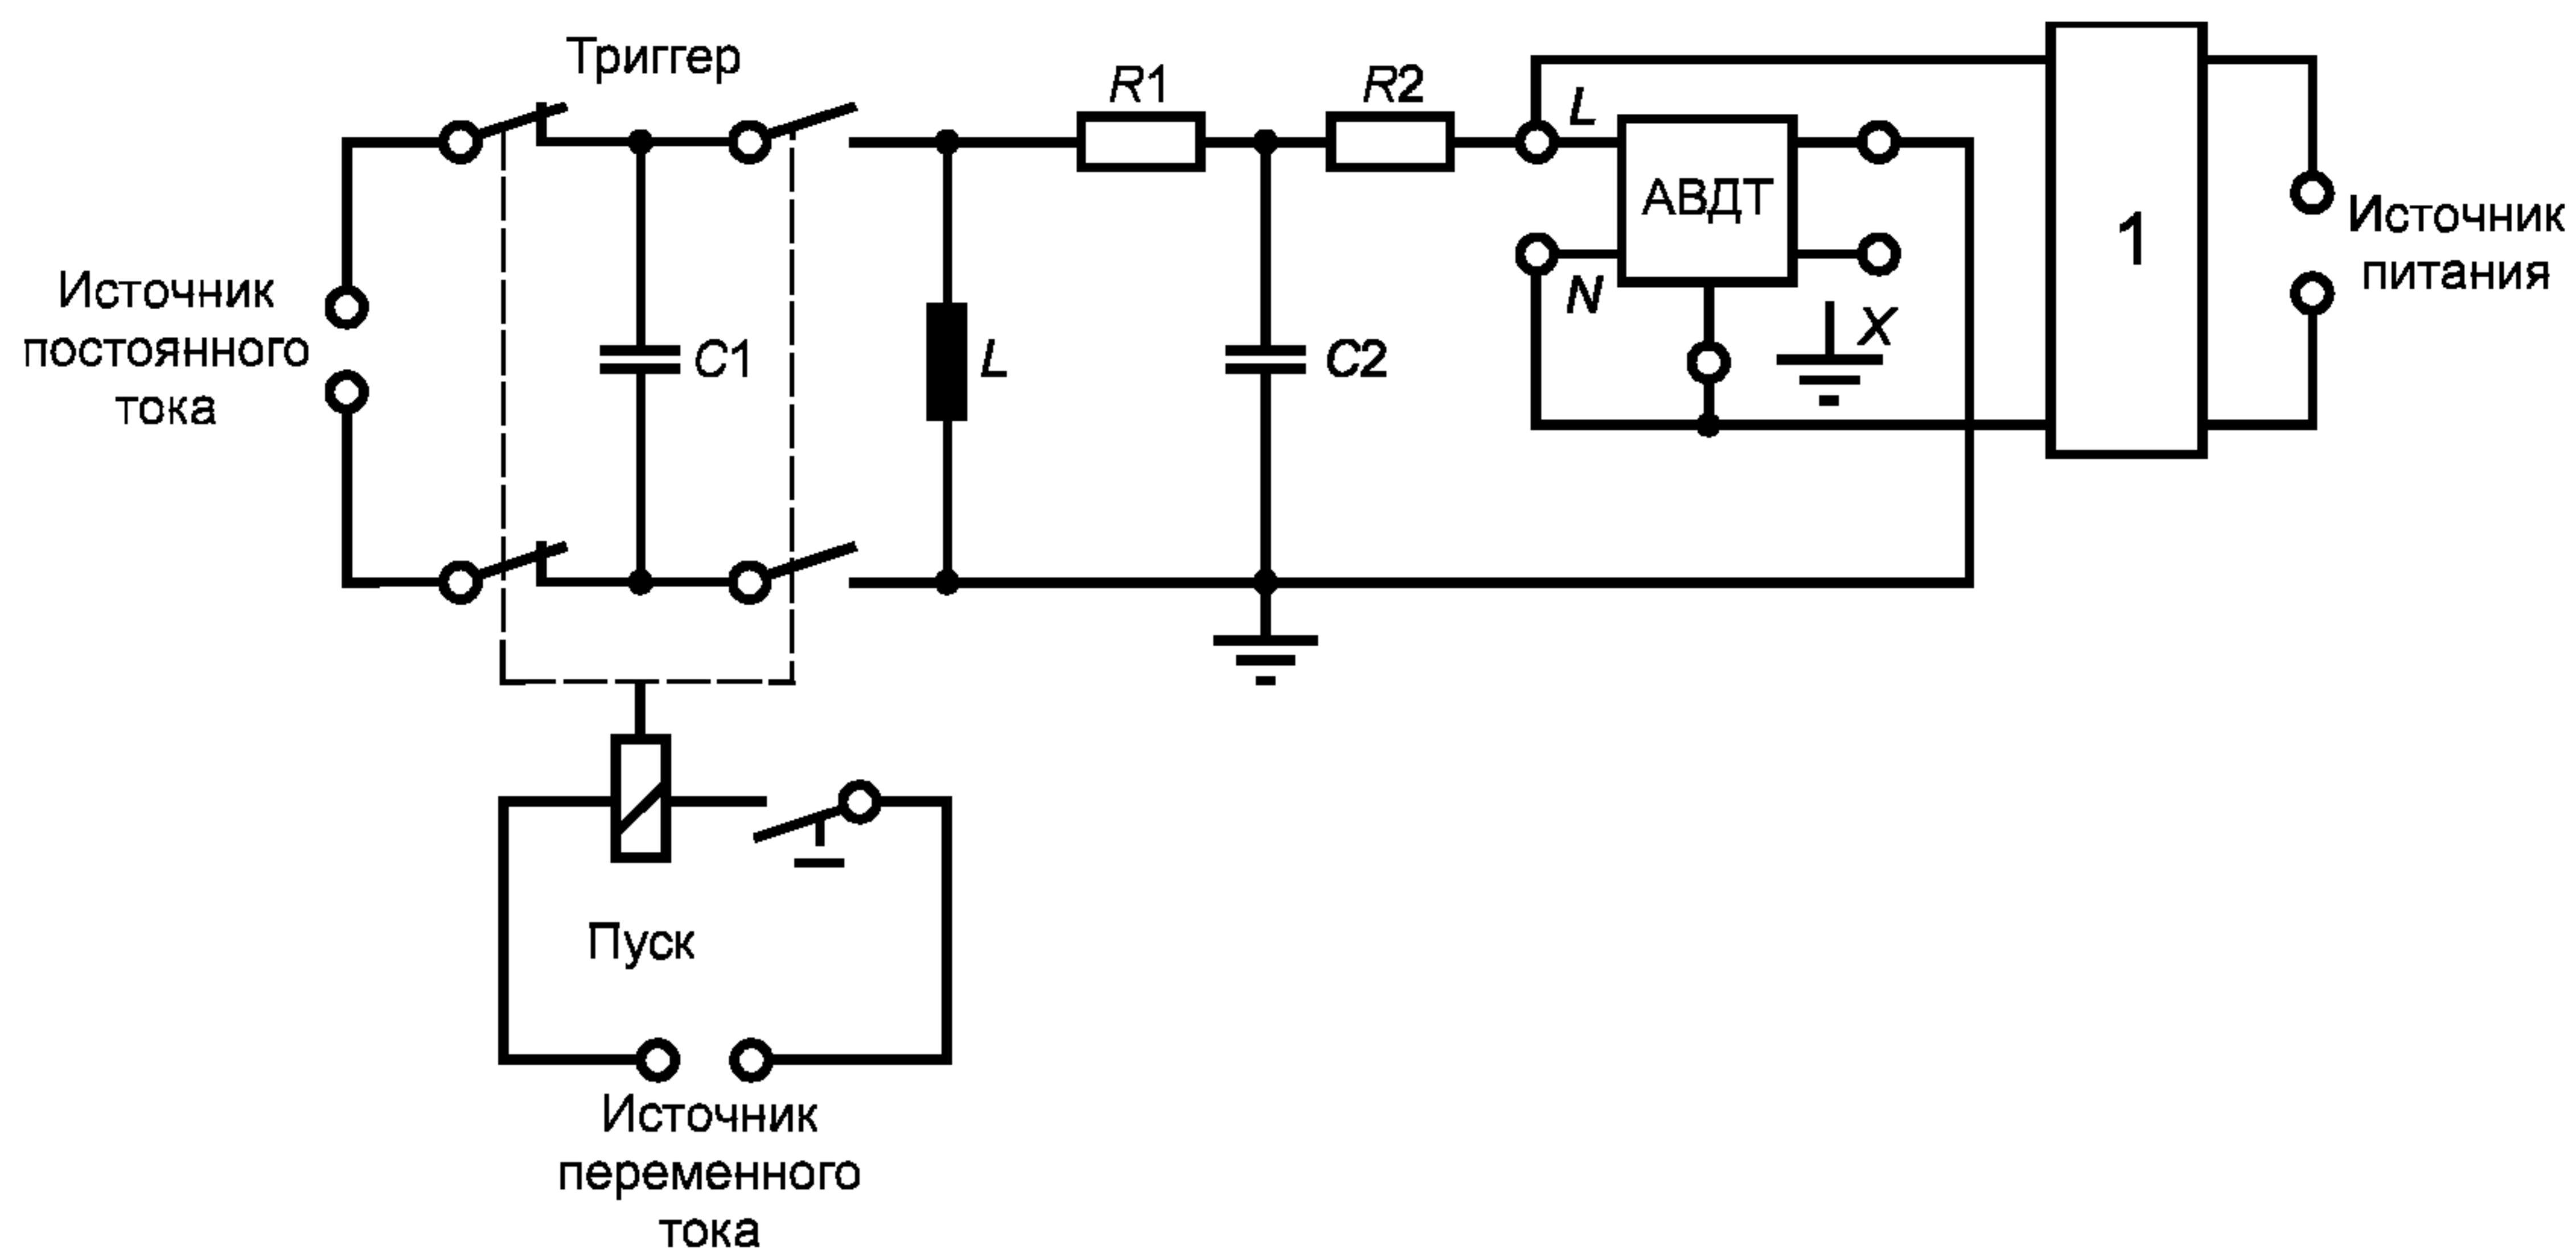 Триггер
R1
R2
L
АВДТ
N
X
1
Источник
питания
Источник
постоянного
тока
C1
L
C2
Пуск
Источник
переменного
тока